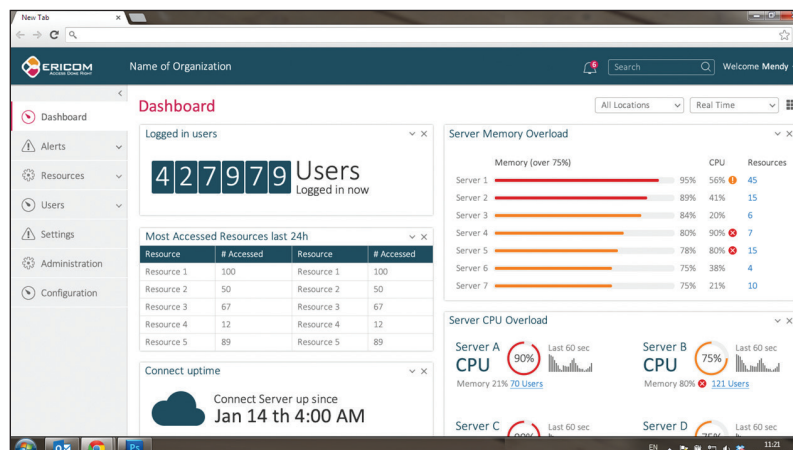 New Tab
ERICOM
ACCESS DONE RIGHT
Name of Organization
6
Search
Welcome Mendy
Dashboard
Alerts
Resources
Users
Settings
Administration
Configuration
Dashboard
All Locations
Real Time
Logged in users
427979 Users
Logged in now
Most Accessed Resources last 24h
Resource # Accessed Resource # Accessed
Resource 1 100 Resource 1 100
Resource 2 50 Resource 2 50
Resource 3 67 Resource 3 67
Resource 4 12 Resource 4 12
Resource 5 89 Resource 5 89
Connect uptime
Connect Server up since
Jan 14 th 4:00 AM
Server Memory Overload
Memory (over 75%) CPU Resources
Server 1 95% 56% 45
Server 2 89% 41% 15
Server 3 84% 20% 6
Server 4 80% 90% 7
Server 5 78% 80% 15
Server 6 75% 38% 4
Server 7 75% 21% 10
Server CPU Overload
Server A
CPU
90%
Last 60 sec
Memory 21% 70 Users
Server B
CPU
75%
Last 60 sec
Memory 80% 121 Users
Server C
Last 60 sec
Server D
Last 60 sec
Ps
EN
11:21